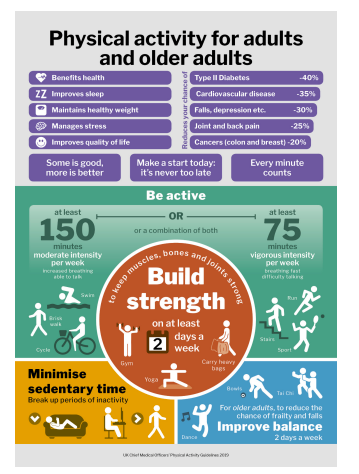 Physical activity for adults
and older adults
Benefits health
Improves sleep
Maintains healthy weight
Manages stress
Improves quality of life
Reduces your chance of
Type II Diabetes -40%
Cardiovascular disease -35%
Falls, depression etc. -30%
Joint and back pain -25%
Cancers (colon and breast) -20%
Some is good,
more is better
Make a start today:
it's never too late
Every minute
counts
Be active
at least
150
minutes
moderate intensity
per week
Increased breathing
able to talk
OR
or a combination of both
at least
75
minutes
vigorous intensity
per week
breathing fast
difficulty talking
Swim
Brisk
walk
Cycle
Run
Stairs
Sport
to keep muscles, bones and joints strong
Build
strength
on at least
2 days a
week
Gym
Carry heavy
bags
Yoga
Minimise
sedentary time
Break up periods of inactivity
Bowls
Tai Chi
Dance
For older adults, to reduce the
chance of frailty and falls
Improve balance
2 days a week
UK Chief Medical Officers' Physical Activity Guidelines 2019